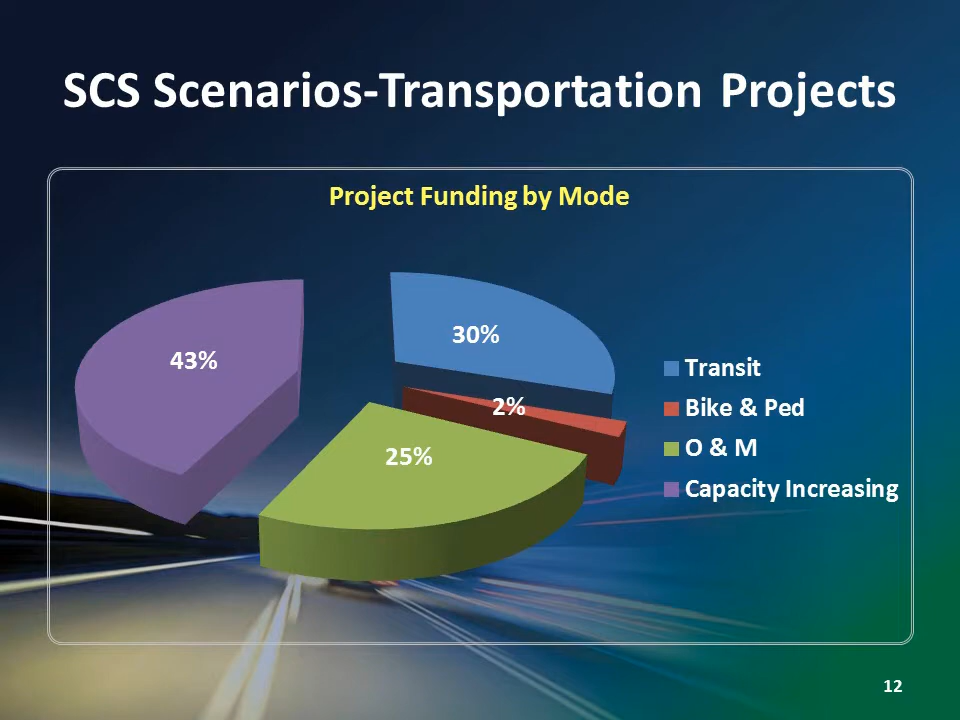 SCS Scenarios-Transportation Projects
Project Funding by Mode
30%
43%
2%
25%
Transit
Bike & Ped
O & M
Capacity Increasing
12